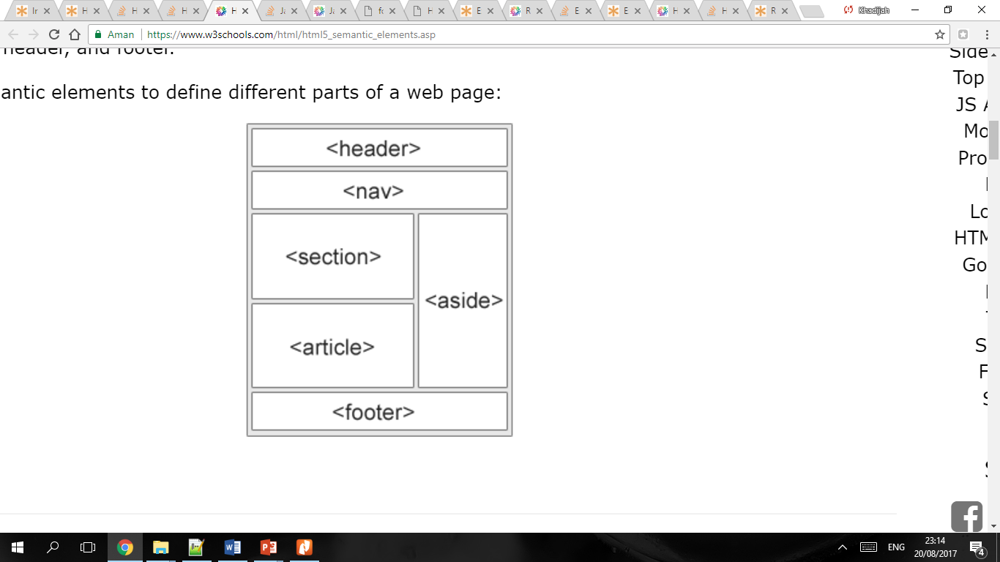 Ir H H H H Ja Ja fc H E R E E H H R Khadijah
Aman https://www.w3schools.com/html/html5_semantic_elements.asp
header, and footer.
antic elements to define different parts of a web page:
<header>
<nav>
<section>
<aside>
<article>
<footer>
Side
Top
JS
Mo
Pro
Lo
HTM
Go
S
F
S
S
ENG
23:14
20/08/2017
4